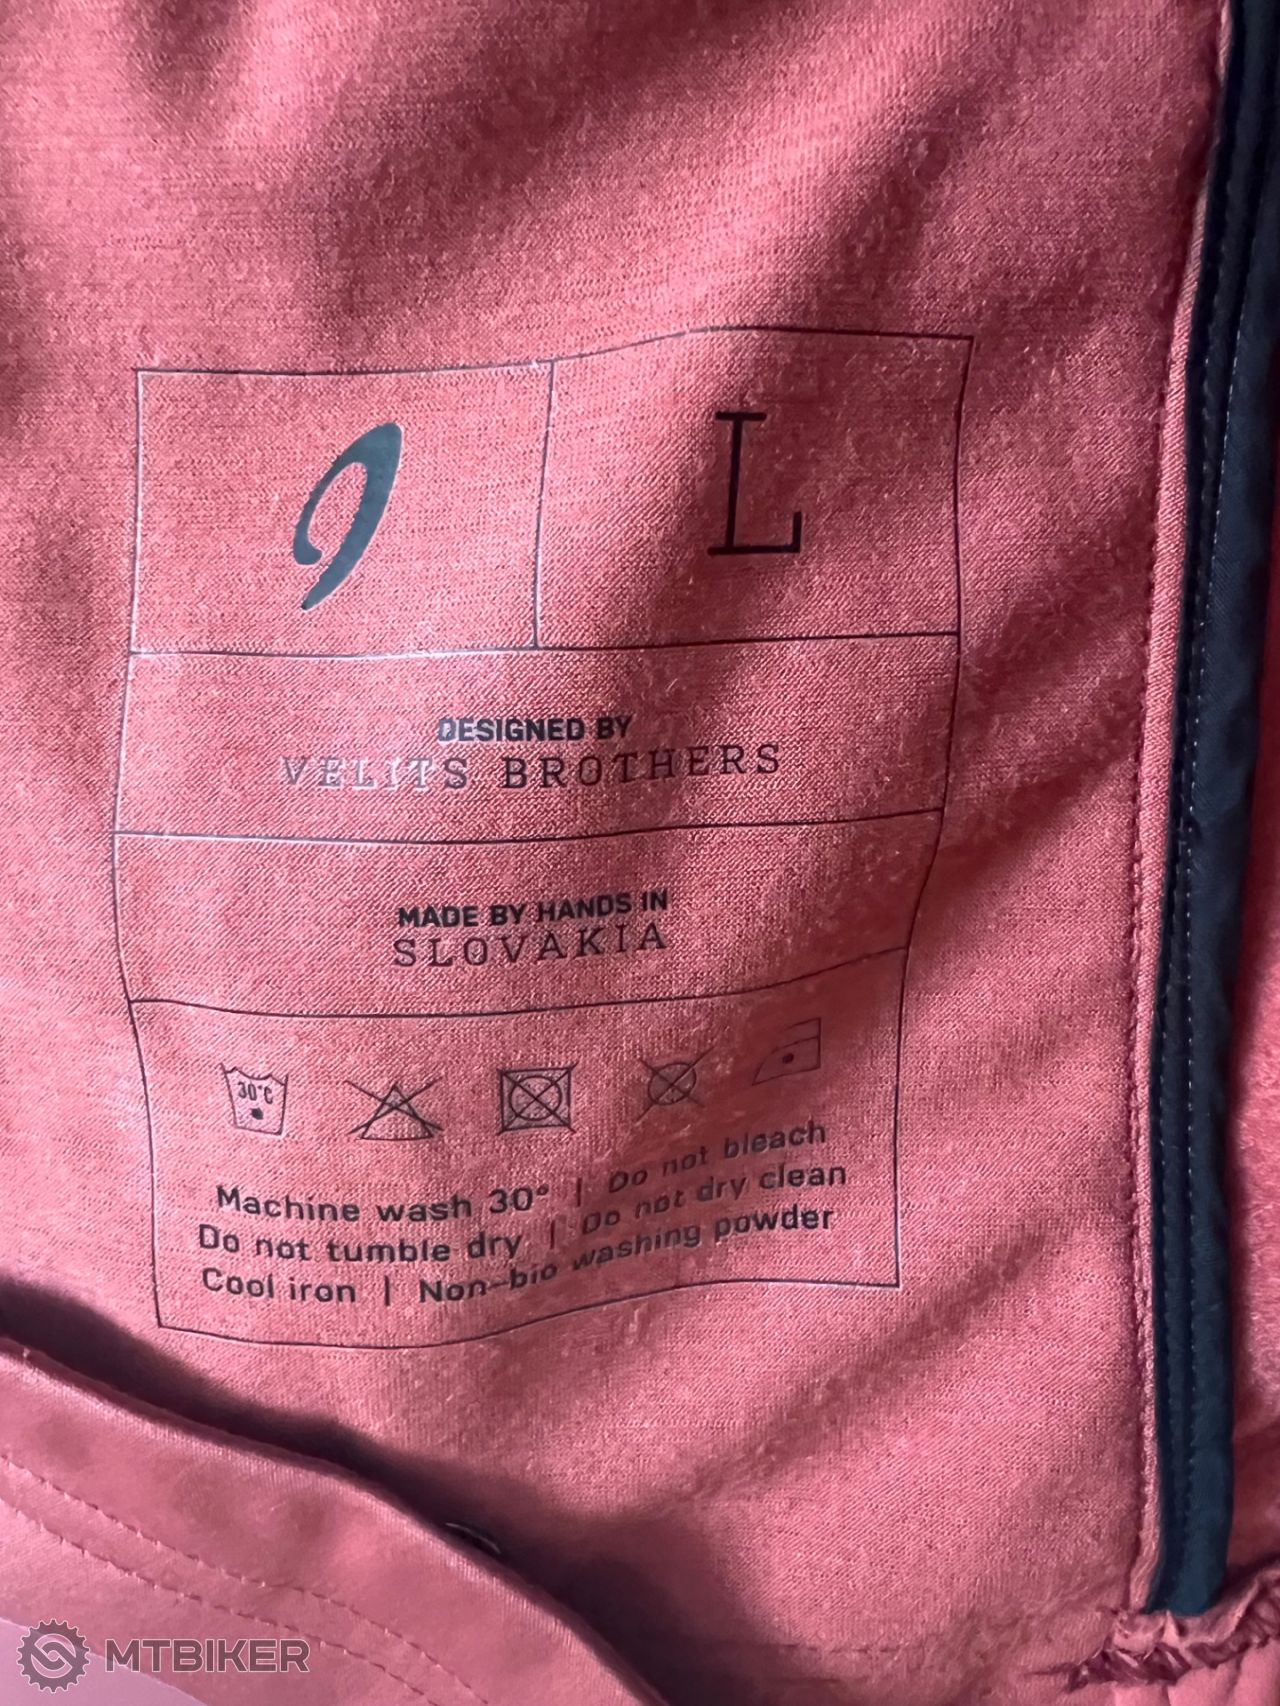 L
DESIGNED BY
VELITS BROTHERS
MADE BY HANDS IN
SLOVAKIA
30°C
Machine wash 30° | Do not bleach
Do not tumble dry | Do not dry clean
Cool iron | Non-bio washing powder
MTBIKER